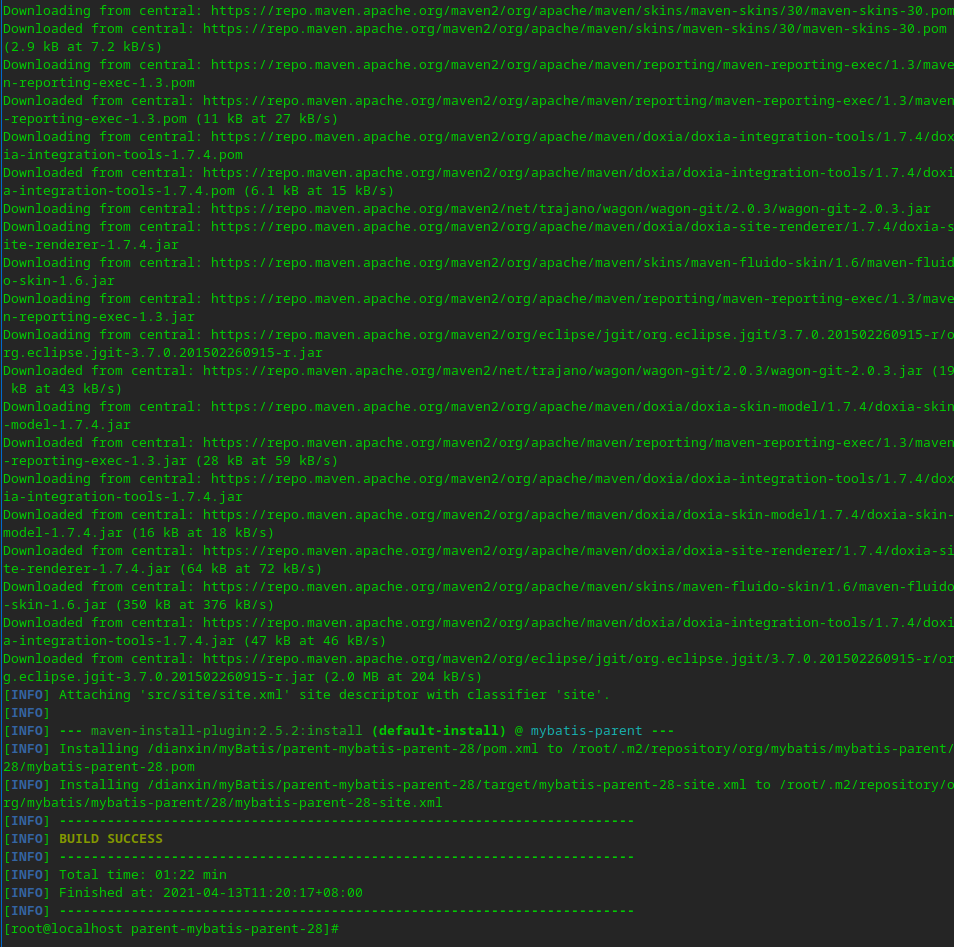 Downloading from central: https://repo.maven.apache.org/maven2/org/apache/maven/skins/maven-skins/30/maven-skins-30.pom
Downloaded from central: https://repo.maven.apache.org/maven2/org/apache/maven/skins/maven-skins/30/maven-skins-30.pom
(2.9 kB at 7.2 kB/s)
Downloading from central: https://repo.maven.apache.org/maven2/org/apache/maven/reporting/maven-reporting-exec/1.3/mave
n-reporting-exec-1.3.pom
Downloaded from central: https://repo.maven.apache.org/maven2/org/apache/maven/reporting/maven-reporting-exec/1.3/maven
-reporting-exec-1.3.pom (11 kB at 27 kB/s)
Downloading from central: https://repo.maven.apache.org/maven2/org/apache/maven/doxia/doxia-integration-tools/1.7.4/dox
ia-integration-tools-1.7.4.pom
Downloaded from central: https://repo.maven.apache.org/maven2/org/apache/maven/doxia/doxia-integration-tools/1.7.4/doxi
a-integration-tools-1.7.4.pom (6.1 kB at 15 kB/s)
Downloading from central: https://repo.maven.apache.org/maven2/net/trajano/wagon/wagon-git/2.0.3/wagon-git-2.0.3.jar
Downloading from central: https://repo.maven.apache.org/maven2/org/apache/maven/doxia/doxia-site-renderer/1.7.4/doxia-s
ite-renderer-1.7.4.jar
Downloading from central: https://repo.maven.apache.org/maven2/org/apache/maven/skins/maven-fluido-skin/1.6/maven-fluid
o-skin-1.6.jar
Downloading from central: https://repo.maven.apache.org/maven2/org/apache/maven/reporting/maven-reporting-exec/1.3/mave
n-reporting-exec-1.3.jar
Downloading from central: https://repo.maven.apache.org/maven2/org/eclipse/jgit/org.eclipse.jgit/3.7.0.201502260915-r/o
rg.eclipse.jgit-3.7.0.201502260915-r.jar
Downloaded from central: https://repo.maven.apache.org/maven2/net/trajano/wagon/wagon-git/2.0.3/wagon-git-2.0.3.jar (19
kB at 43 kB/s)
Downloading from central: https://repo.maven.apache.org/maven2/org/apache/maven/doxia/doxia-skin-model/1.7.4/doxia-skin
-model-1.7.4.jar
Downloaded from central: https://repo.maven.apache.org/maven2/org/apache/maven/reporting/maven-reporting-exec/1.3/maven
-reporting-exec-1.3.jar (28 kB at 59 kB/s)
Downloading from central: https://repo.maven.apache.org/maven2/org/apache/maven/doxia/doxia-integration-tools/1.7.4/dox
ia-integration-tools-1.7.4.jar
Downloaded from central: https://repo.maven.apache.org/maven2/org/apache/maven/doxia/doxia-skin-model/1.7.4/doxia-skin-
model-1.7.4.jar (16 kB at 18 kB/s)
Downloaded from central: https://repo.maven.apache.org/maven2/org/apache/maven/doxia/doxia-site-renderer/1.7.4/doxia-si
te-renderer-1.7.4.jar (64 kB at 72 kB/s)
Downloaded from central: https://repo.maven.apache.org/maven2/org/apache/maven/skins/maven-fluido-skin/1.6/maven-fluido
-skin-1.6.jar (350 kB at 376 kB/s)
Downloaded from central: https://repo.maven.apache.org/maven2/org/apache/maven/doxia/doxia-integration-tools/1.7.4/doxi
a-integration-tools-1.7.4.jar (47 kB at 46 kB/s)
Downloaded from central: https://repo.maven.apache.org/maven2/org/eclipse/jgit/org.eclipse.jgit/3.7.0.201502260915-r/or
g.eclipse.jgit-3.7.0.201502260915-r.jar (2.0 MB at 204 kB/s)
[INFO] Attaching 'src/site/site.xml' site descriptor with classifier 'site'.
[INFO]
[INFO] --- maven-install-plugin:2.5.2:install (default-install) @ mybatis-parent ---
[INFO] Installing /dianxin/myBatis/parent-mybatis-parent-28/pom.xml to /root/.m2/repository/org/mybatis/mybatis-parent/
28/mybatis-parent-28.pom
[INFO] Installing /dianxin/myBatis/parent-mybatis-parent-28/target/mybatis-parent-28-site.xml to /root/.m2/repository/o
rg/mybatis/mybatis-parent/28/mybatis-parent-28-site.xml
[INFO] ------------------------------------------------------------------------
[INFO] BUILD SUCCESS
[INFO] ------------------------------------------------------------------------
[INFO] Total time: 01:22 min
[INFO] Finished at: 2021-04-13T11:20:17+08:00
[INFO] ------------------------------------------------------------------------
[root@localhost parent-mybatis-parent-28]#